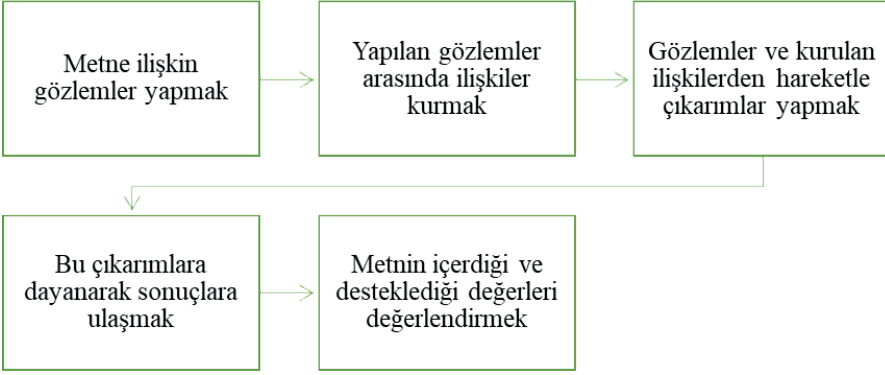 Metne ilişkin
gözlemler yapmak
Yapılan gözlemler
arasında ilişkiler
kurmak
Gözlemler ve kurulan
ilişkilerden hareketle
çıkarımlar yapmak
Bu çıkarımlara
dayanarak sonuçlara
ulaşmak
Metnin içerdiği ve
desteklediği değerleri
değerlendirmek